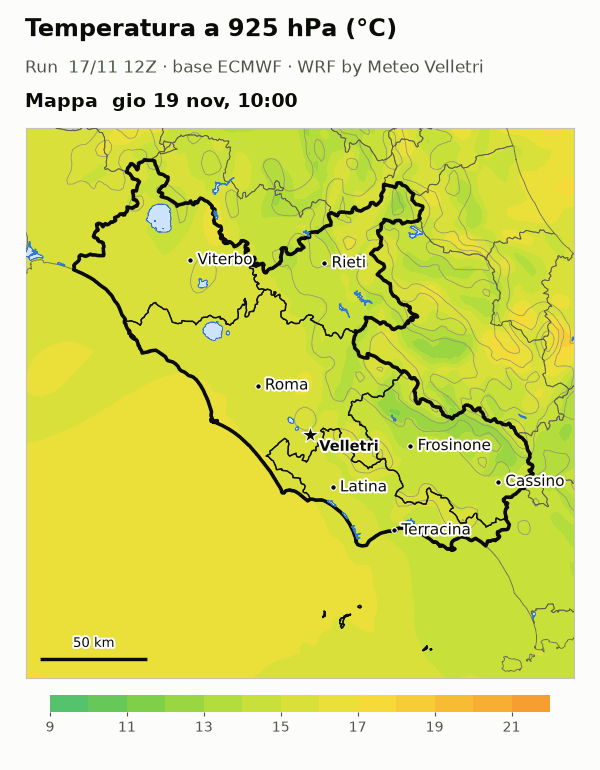 Temperatura a 925 hPa (°C)
Run  17/11 12Z · base ECMWF · WRF by Meteo Velletri
Mappa  gio 19 nov, 10:00
Viterbo
Rieti
Roma
Velletri
Frosinone
Cassino
Latina
Terracina
50 km
9 11 13 15 17 19 21